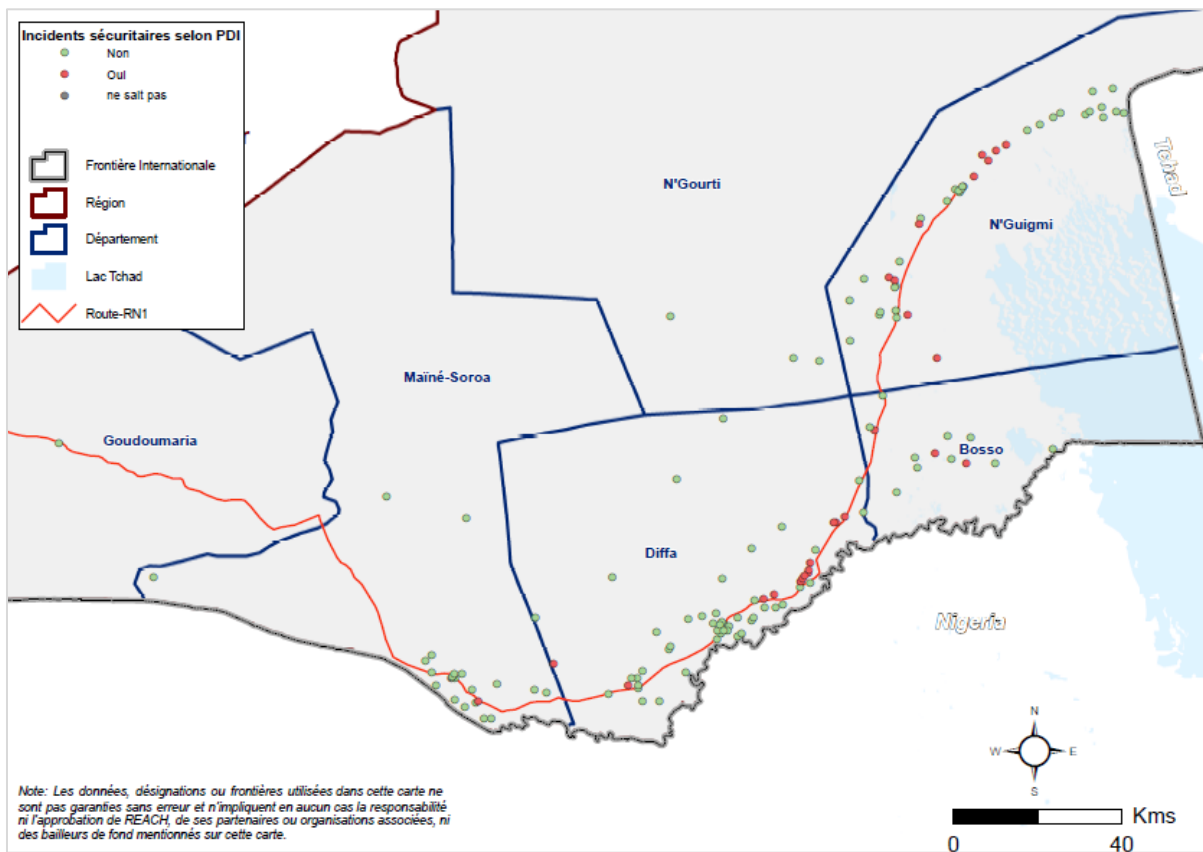 Incidents sécuritaires selon PDI
Non
Oui
ne sait pas
Frontière Internationale
Région
Département
Lac Tchad
Route-RN1
N'Gourti
N'Guigmi
Tchad
Maïné-Soroa
Goudoumaria
Bosso
Diffa
Nigeria
N
W
E
S
Note: Les données, désignations ou frontières utilisées dans cette carte ne
sont pas garanties sans erreur et n'impliquent en aucun cas la responsabilité
ni l'approbation de REACH, de ses partenaires ou organisations associées, ni
des bailleurs de fond mentionnés sur cette carte.
Kms
0
40